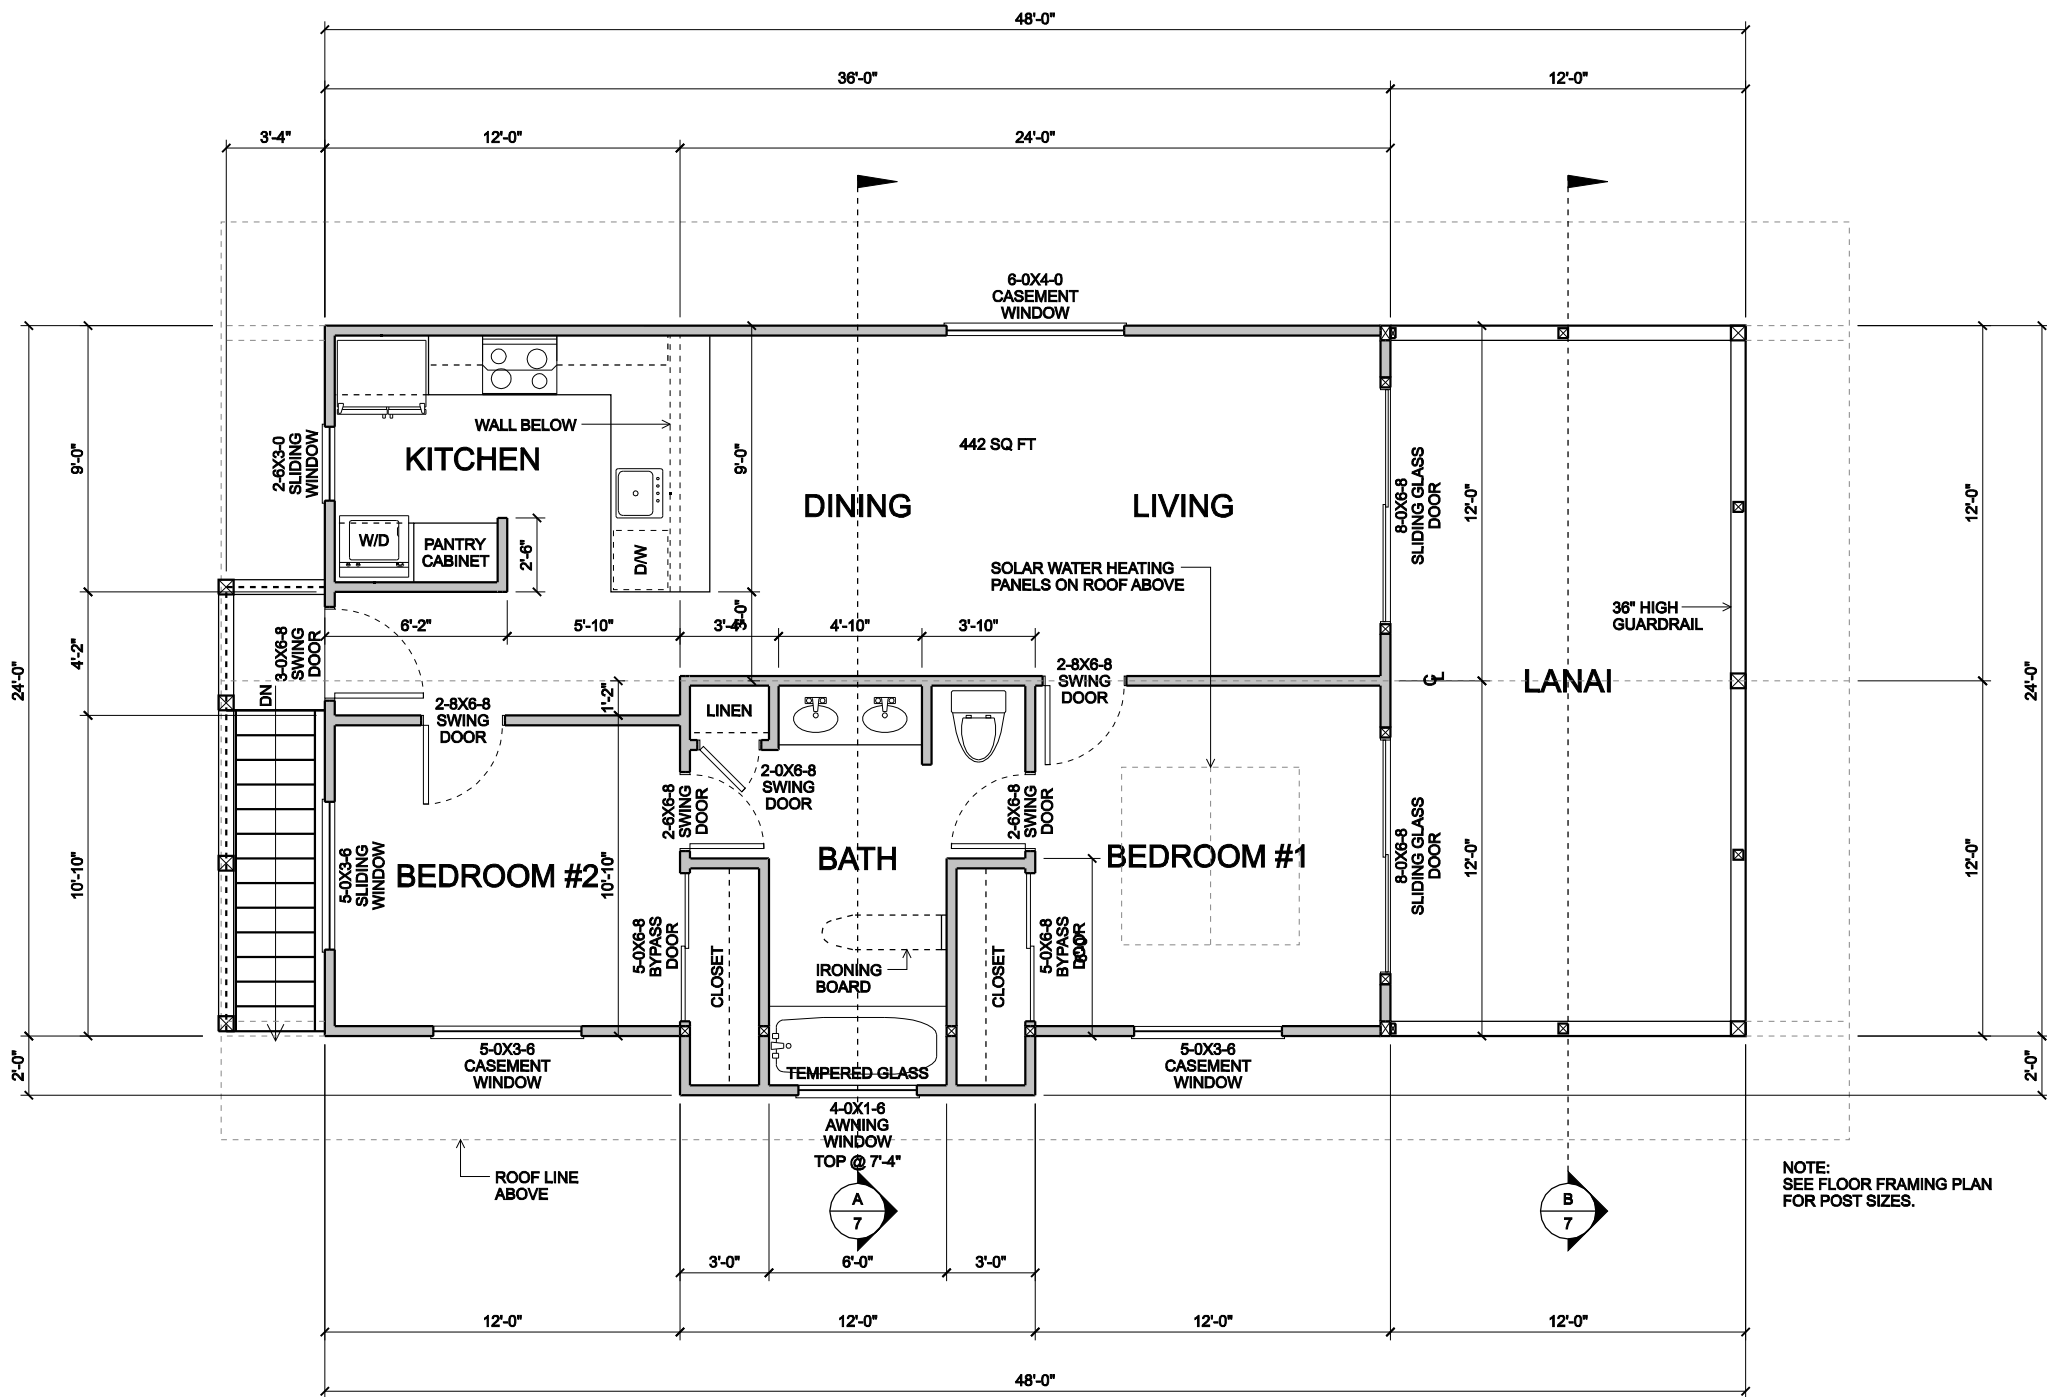 48'-0"
36'-0"
12'-0"
3'-4"
12'-0"
24'-0"
6-0X4-0
CASEMENT
WINDOW
24'-0"
9'-0"
4'-2"
10'-10"
2'-0"
2-6X3-0
SLIDING
WINDOW
WALL BELOW
KITCHEN
W/D
PANTRY
CABINET
2'-6"
D/W
9'-0"
3'-0"
442 SQ FT
DINING
LIVING
SOLAR WATER HEATING
PANELS ON ROOF ABOVE
8-0X6-8
SLIDING GLASS
DOOR
12'-0"
36" HIGH
GUARDRAIL
12'-0"
24'-0"
6'-2"
5'-10"
3'-4"
4'-10"
3'-10"
3-0X6-8
SWING
DOOR
DN
2-8X6-8
SWING
DOOR
1'-2"
LINEN
2-8X6-8
SWING
DOOR
CL
LANAI
2-0X6-8
SWING
DOOR
2-6X6-8
SWING
DOOR
2-6X6-8
SWING
DOOR
BATH
BEDROOM #1
BEDROOM #2
10'-10"
5-0X3-6
SLIDING
WINDOW
8-0X6-8
SLIDING GLASS
DOOR
12'-0"
12'-0"
5-0X6-8
BYPASS
DOOR
CLOSET
IRONING
BOARD
CLOSET
5-0X6-8
BYPASS
DOOR
6'-0"
5-0X3-6
CASEMENT
WINDOW
TEMPERED GLASS
5-0X3-6
CASEMENT
WINDOW
2'-0"
4-0X1-6
AWNING
WINDOW
TOP @ 7'-4"
ROOF LINE
ABOVE
NOTE:
SEE FLOOR FRAMING PLAN
FOR POST SIZES.
A
7
B
7
3'-0"
6'-0"
3'-0"
12'-0"
12'-0"
12'-0"
12'-0"
48'-0"